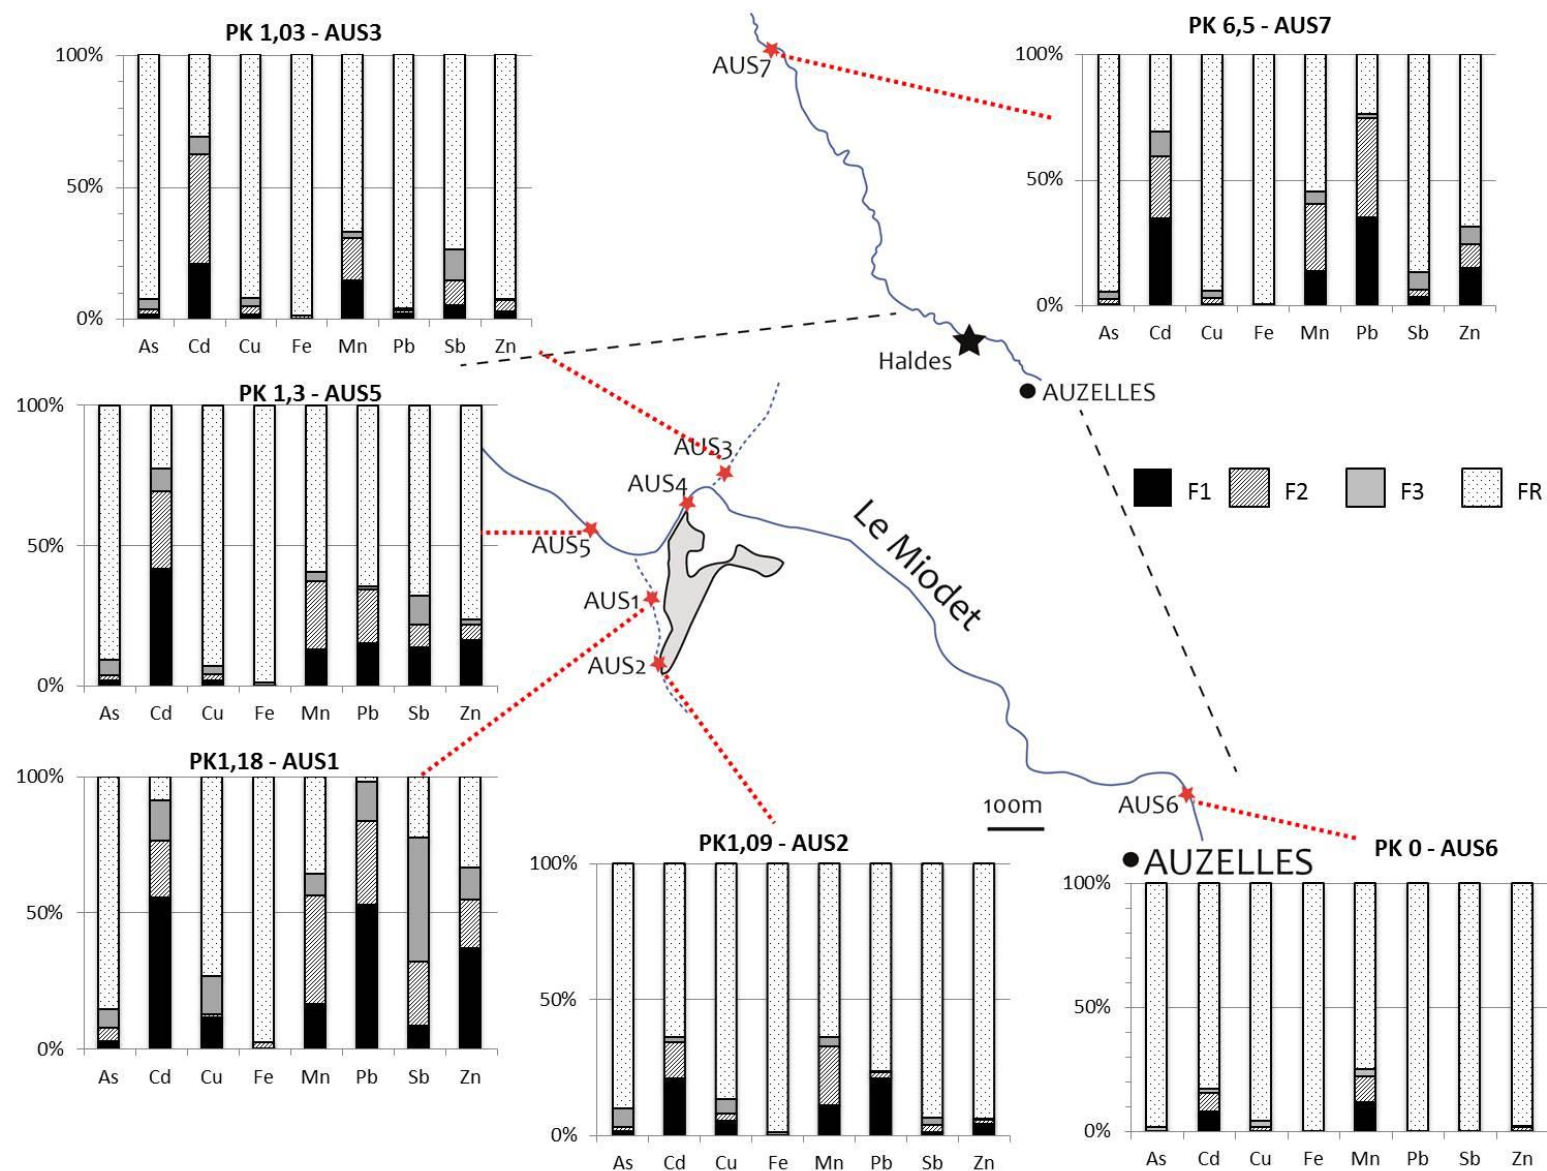 PK 1,03 - AUS3
100%
50%
0%
As Cd Cu Fe Mn Pb Sb Zn
AUS7
PK 6,5 - AUS7
100%
50%
0%
As Cd Cu Fe Mn Pb Sb Zn
Haldes
AUZELLES
PK 1,3 - AUS5
100%
50%
0%
As Cd Cu Fe Mn Pb Sb Zn
AUS3
AUS4
AUS5
AUS1
AUS2
Le Miodet
F1 F2 F3 FR
PK1,18 - AUS1
100%
50%
0%
As Cd Cu Fe Mn Pb Sb Zn
100m
AUS6
AUZELLES
PK1,09 - AUS2
100%
50%
0%
As Cd Cu Fe Mn Pb Sb Zn
PK 0 - AUS6
100%
50%
0%
As Cd Cu Fe Mn Pb Sb Zn